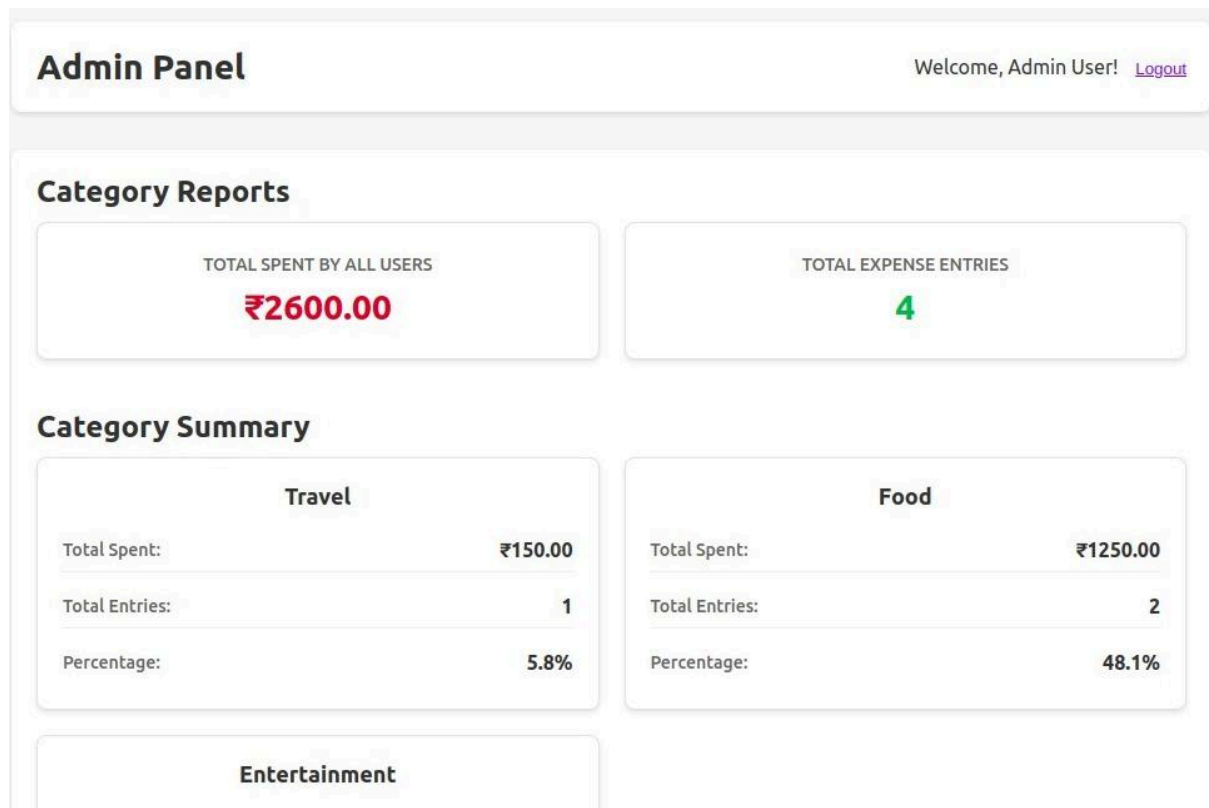 Admin Panel
Welcome, Admin User! Logout
Category Reports
TOTAL SPENT BY ALL USERS
₹2600.00
TOTAL EXPENSE ENTRIES
4
Category Summary
Travel
Total Spent: ₹150.00
Total Entries: 1
Percentage: 5.8%
Food
Total Spent: ₹1250.00
Total Entries: 2
Percentage: 48.1%
Entertainment